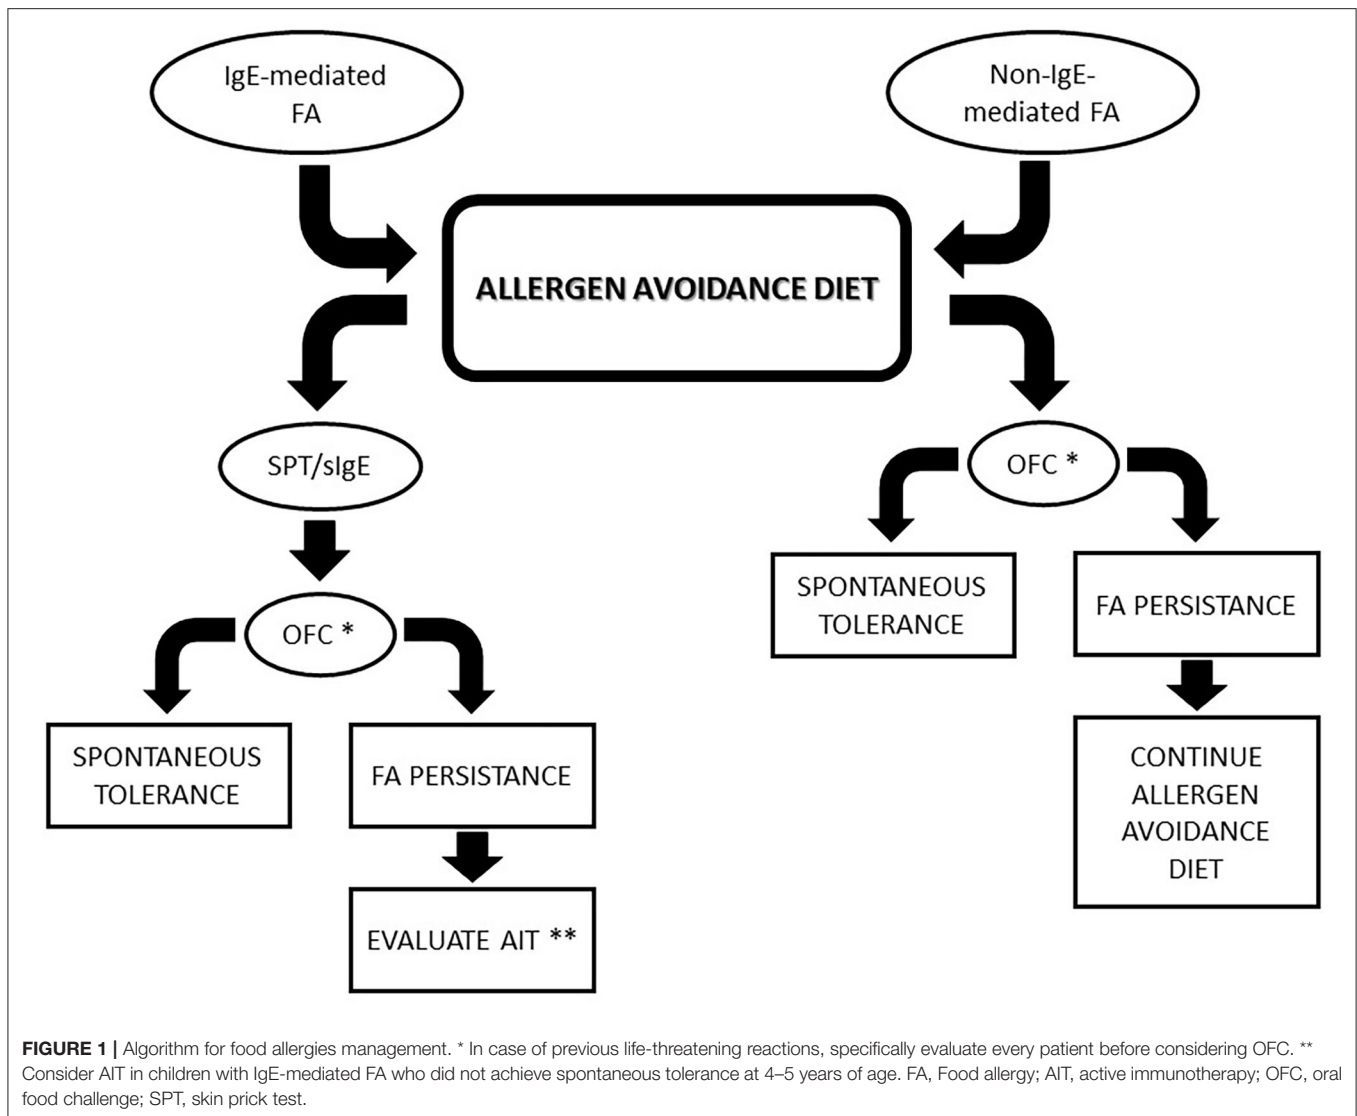 IgE-mediated
FA
Non-IgE-
mediated FA
ALLERGEN AVOIDANCE DIET
SPT/sIgE
OFC *
SPONTANEOUS
TOLERANCE
FA PERSISTANCE
EVALUATE AIT **
OFC *
SPONTANEOUS
TOLERANCE
FA PERSISTANCE
CONTINUE
ALLERGEN
AVOIDANCE
DIET
FIGURE 1 | Algorithm for food allergies management. * In case of previous life-threatening reactions, specifically evaluate every patient before considering OFC. **
Consider AIT in children with IgE-mediated FA who did not achieve spontaneous tolerance at 4–5 years of age. FA, Food allergy; AIT, active immunotherapy; OFC, oral
food challenge; SPT, skin prick test.